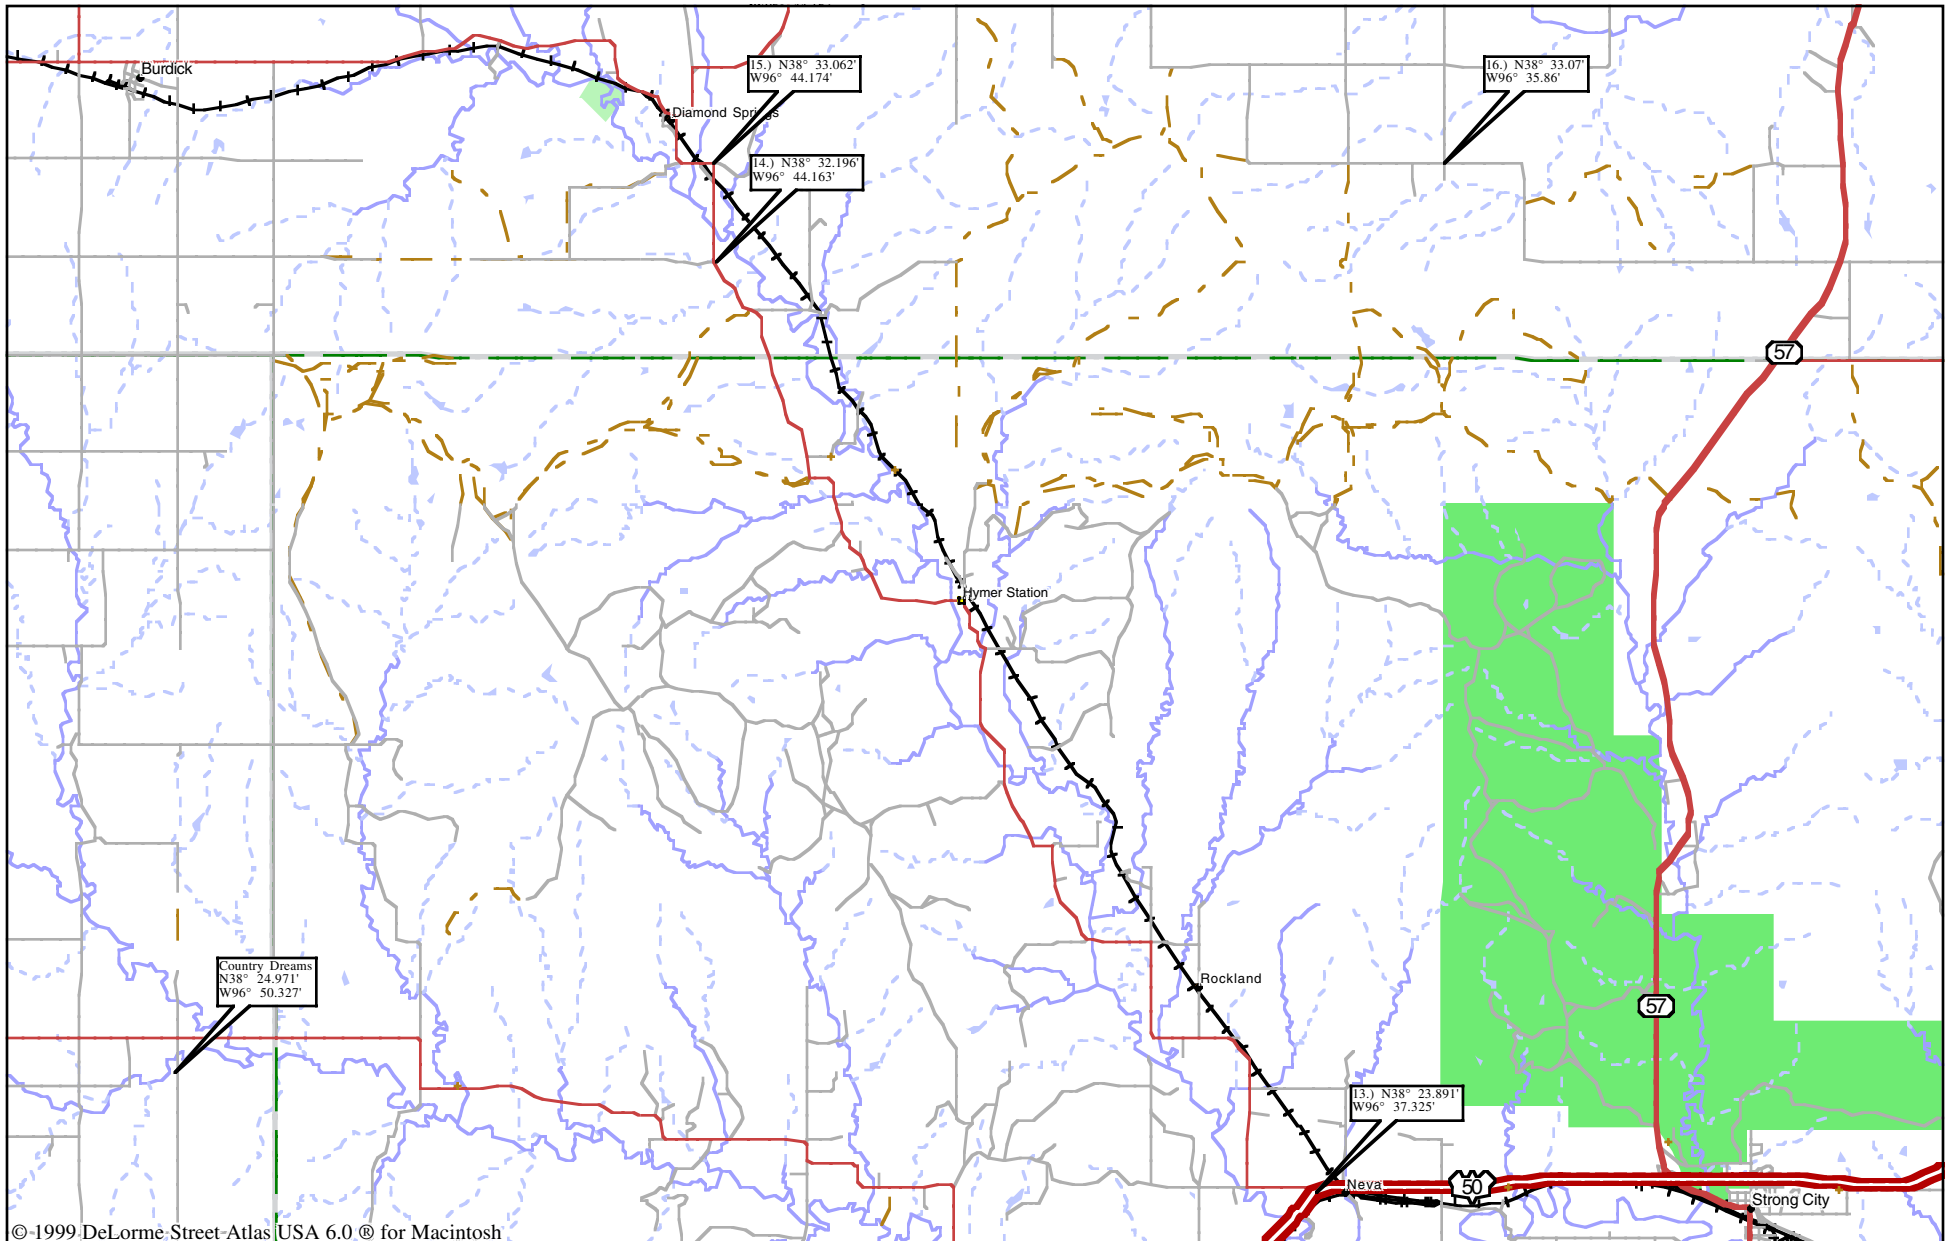 Burdick
Diamond Springs
15.) N38° 33.062'
W96° 44.174'
16.) N38° 33.07'
W96° 35.86'
14.) N38° 32.196'
W96° 44.163'
57
Hymer Station
Country Dreams
N38° 24.971'
W96° 50.327'
Rockland
57
13.) N38° 23.891'
W96° 37.325'
Neva
50
Strong City
© 1999 DeLorme Street Atlas USA 6.0 ® for Macintosh